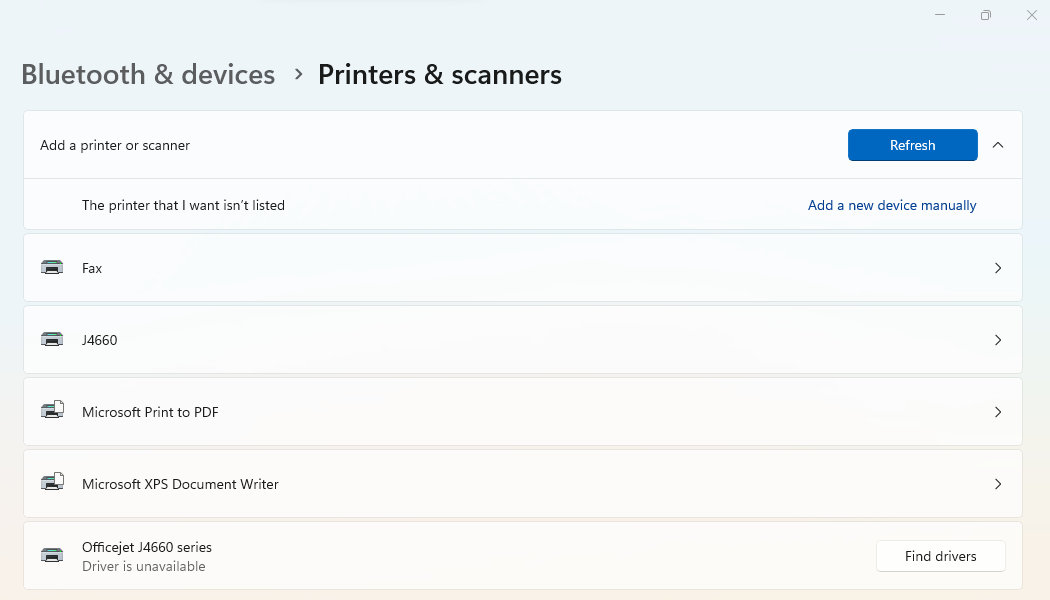 Bluetooth & devices > Printers & scanners
Add a printer or scanner Refresh
The printer that I want isn’t listed Add a new device manually
Fax
J4660
Microsoft Print to PDF
Microsoft XPS Document Writer
Officejet J4660 series
Driver is unavailable
Find drivers